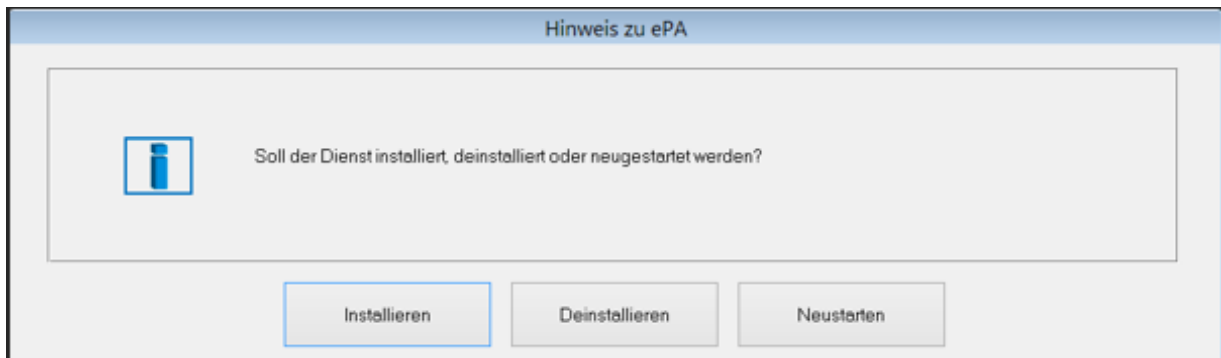 Hinweis zu ePA
Soll der Dienst installiert, deinstalliert oder neugestartet werden?
Installieren
Deinstallieren
Neustarten